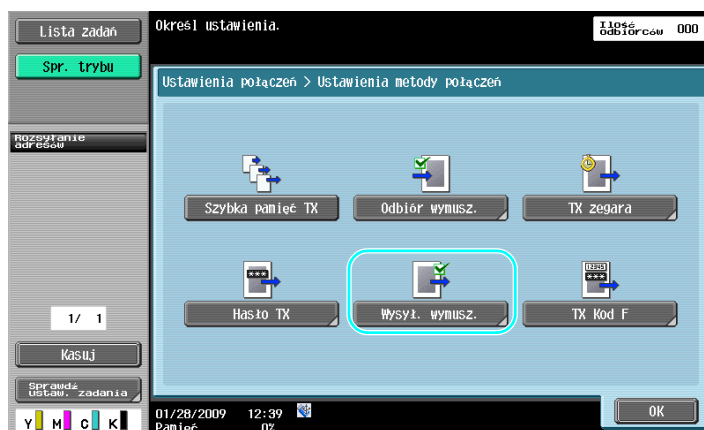 Lista zadań
Określ ustawienia.
Ilość
odbiorców 000
Spr. trybu
Ustawienia połączeń > Ustawienia metody połączeń
Rozsyłanie
adresów
Szybka pamięć TX
Odbiór wymusz.
TX zegara
***
12345
***
Hasło TX
Wysył. wymusz.
TX Kod F
1/ 1
Kasuj
Sprawdź
ustaw. zadania
01/28/2009 12:39
OK
Y M C K
Pamięć 0%